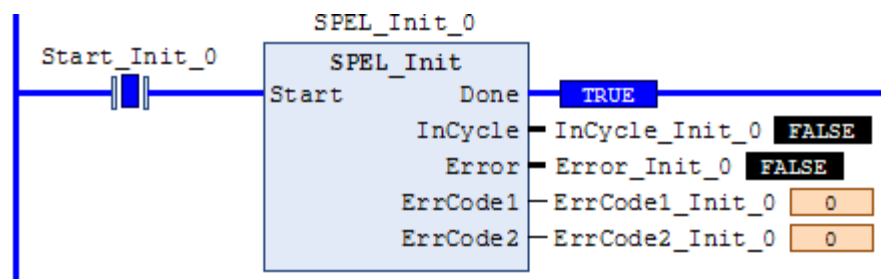 SPEL_Init_0
Start_Init_0
SPEL_Init
Start Done TRUE
InCycle InCycle_Init_0 FALSE
Error Error_Init_0 FALSE
ErrCode1 ErrCode1_Init_0 0
ErrCode2 ErrCode2_Init_0 0